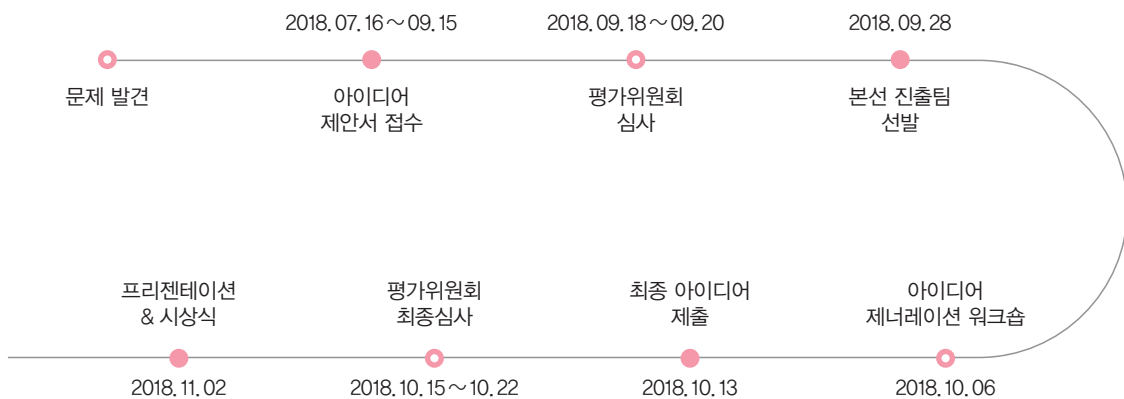 2018.07.16~09.15
2018.09.18~09.20
2018.09.28
문제 발견
아이디어
제안서 접수
평가위원회
심사
본선 진출팀
선발
아이디어
제너레이션 워크숍
2018.10.06
최종 아이디어
제출
2018.10.13
평가위원회
최종심사
2018.10.15~10.22
프리젠테이션
& 시상식
2018.11.02